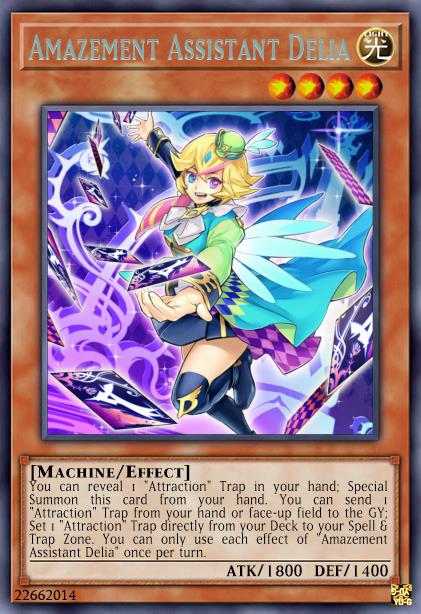 AMAZEMENT ASSISTANT DELIA
LIGHT
光
[MACHINE/EFFECT]
You can reveal 1 "Attraction" Trap in your hand; Special
Summon this card from your hand. You can send 1
"Attraction" Trap from your hand or face-up field to the GY;
Set 1 "Attraction" Trap directly from your Deck to your Spell &
Trap Zone. You can only use each effect of "Amazement
Assistant Delia" once per turn.
ATK/1800 DEF/1400
22662014